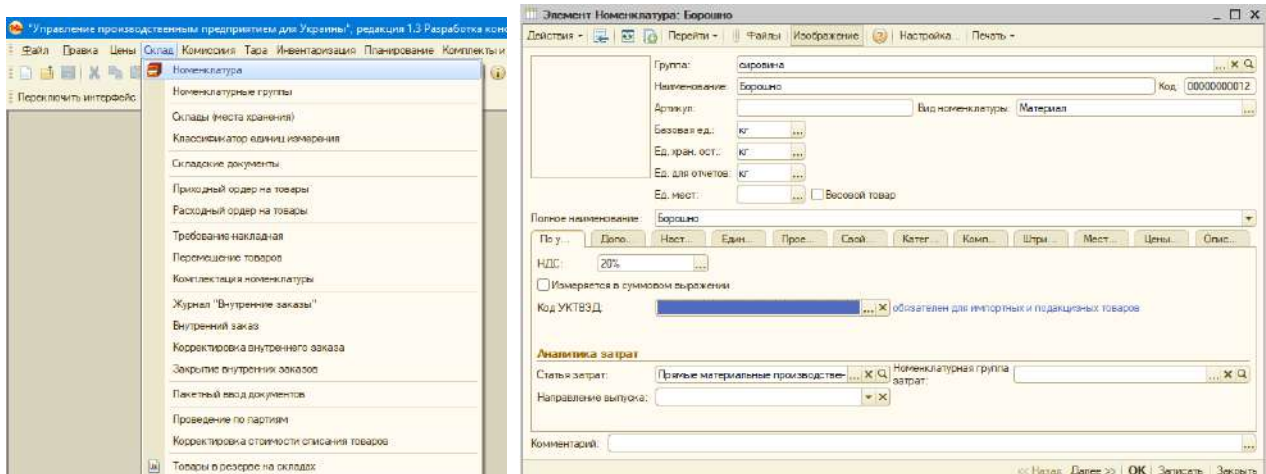 "Управление производственным предприятием для Украины", редакция 1.3 Разработка конс
Файл Правка Цены Склад Комиссия Тара Инвентаризация Планирование Комплекты и
Переключить интерфейс
Номенклатура
Номенклатурные группы
Склады (места хранения)
Классификатор единиц измерения
Складские документы
Приходный ордер на товары
Расходный ордер на товары
Требование накладная
Перемещение товаров
Комплектация номенклатуры
Журнал "Внутренние заказы"
Внутренний заказ
Корректировка внутреннего заказа
Закрытие внутренних заказов
Пакетный ввод документов
Проведение по партиям
Корректировка стоимости списания товаров
Товары в резерве на складах
Элемент Номенклатура: Борошно
Действия Перейти Файлы Изображение Настройка... Печать
Группа: сировина
Наименование: Борошно Код: 00000000012
Артикул: Вид номенклатуры: Материал
Базовая ед.: кг
Ед. хран. ост.: кг
Ед. для отчетов: кг
Ед. мест: Весовой товар
Полное наименование: Борошно
По у... Допо... Наст... Един... Прое... Свой... Катег... Комп... Штри... Мест... Цены... Опис...
НДС: 20%
Измеряется в суммовом выражении
Код УКТВЭД: обязателен для импортных и подакцизных товаров
Аналитика затрат
Статья затрат: Прямые материальные производстве Номенклатурная группа затрат:
Направление выпуска:
Комментарий:
<< Назад Далее >> OK Записать Закрыть